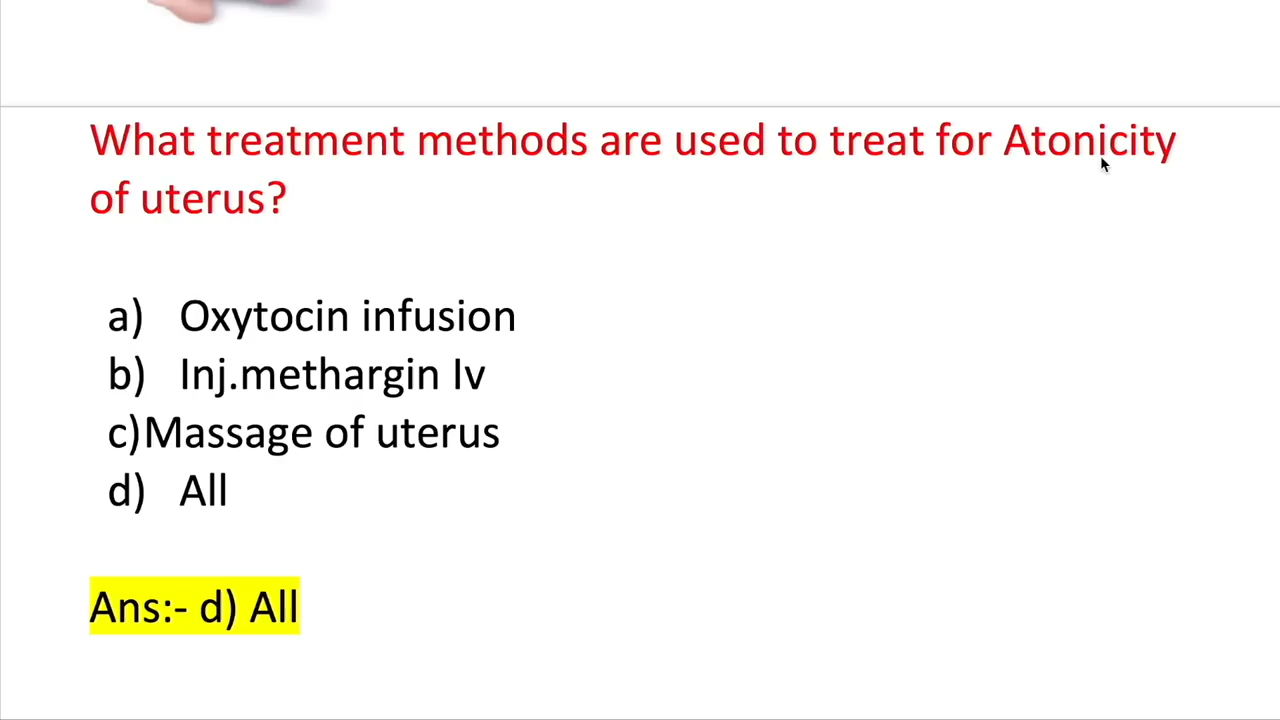 What treatment methods are used to treat for Atonicity
of uterus?
a) Oxytocin infusion
b) Inj.methargin Iv
c)Massage of uterus
d) All
Ans:- d) All